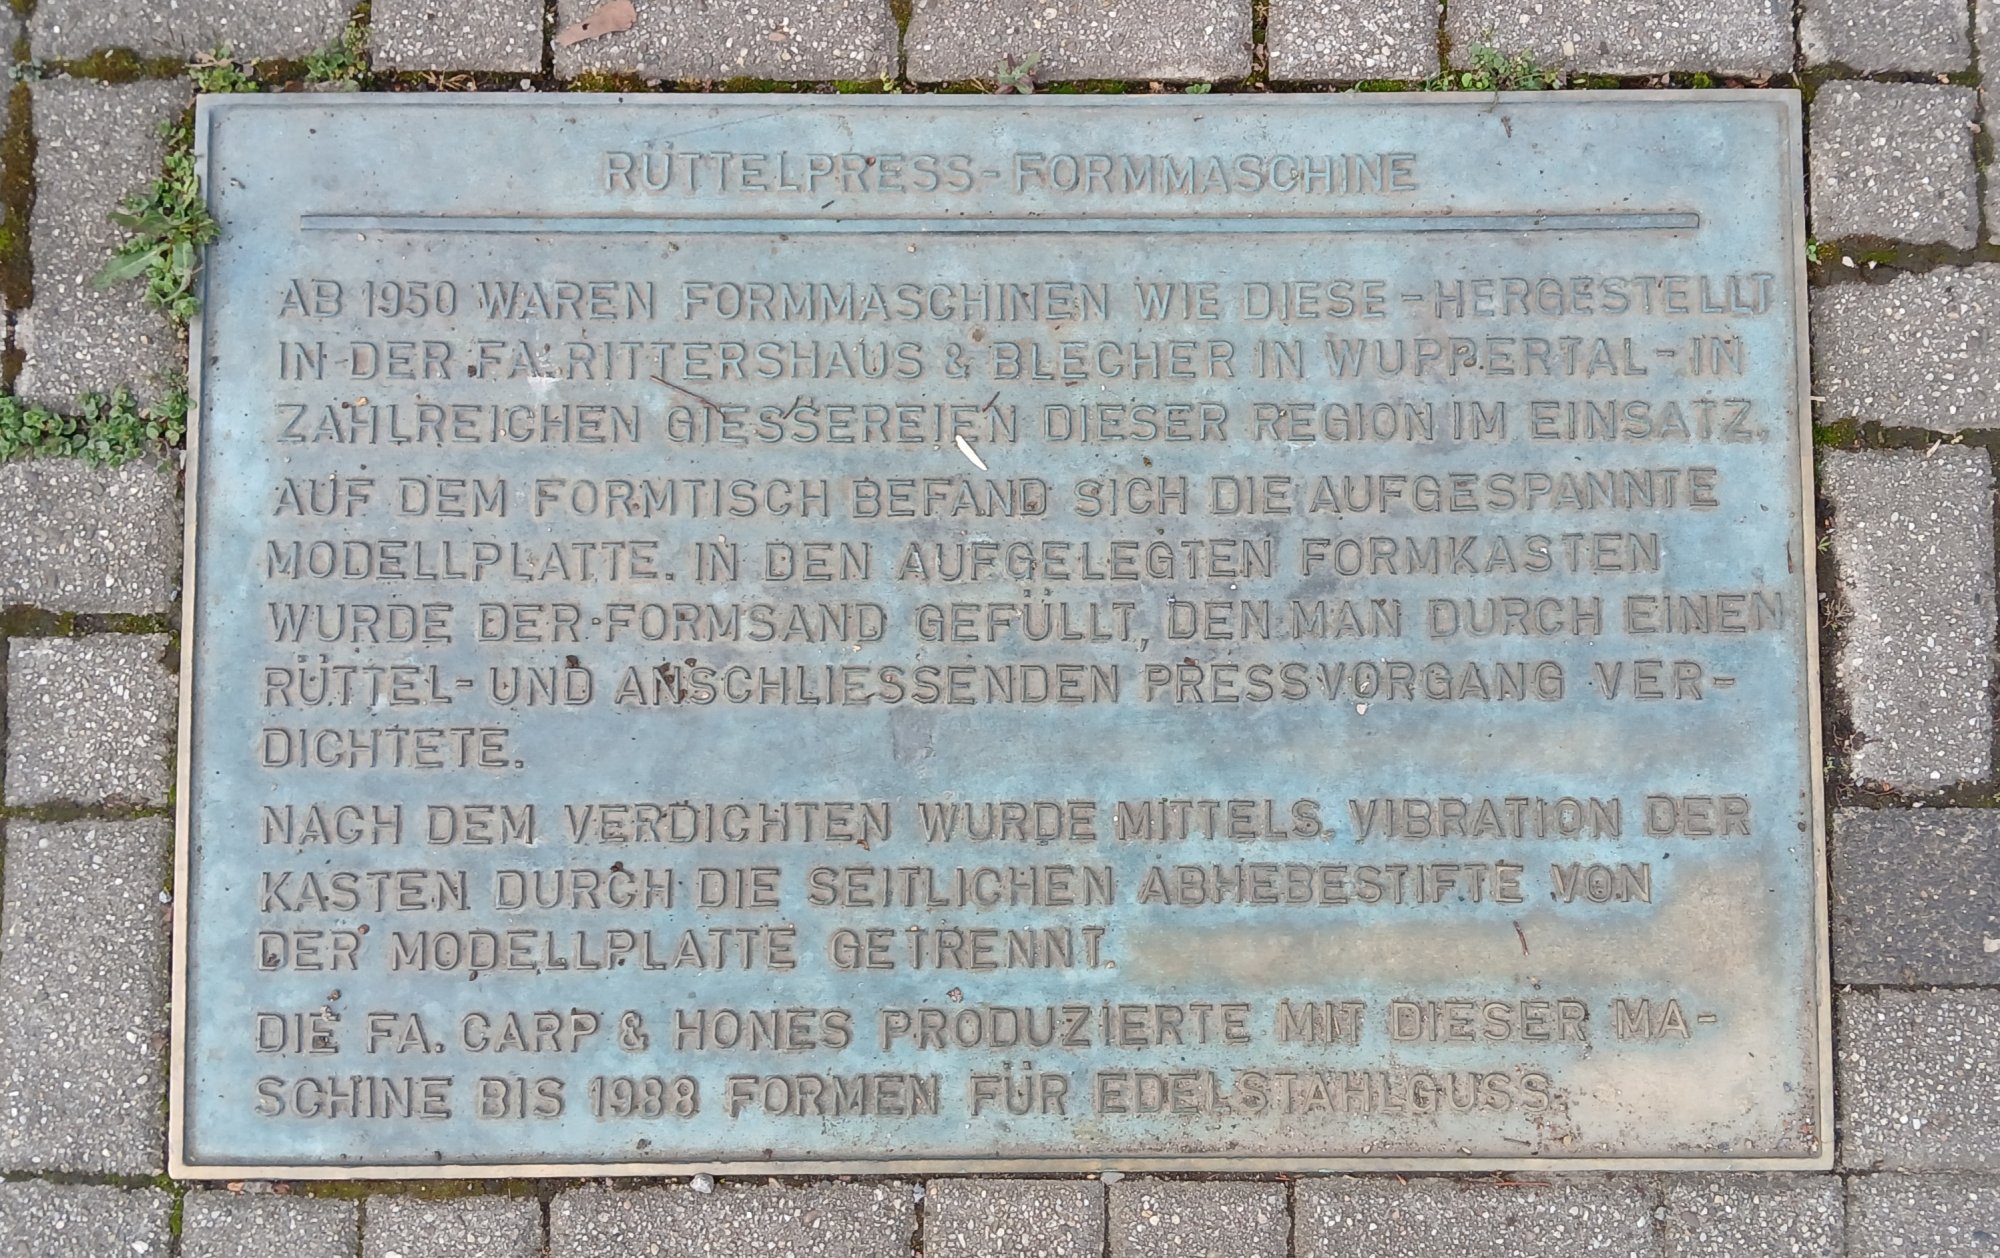 RÜTTELPRESS-FORMMASCHINE
AB 1950 WAREN FORMMASCHINEN WIE DIESE - HERGESTELLT
IN DER FA. RITTERSHAUS & BLECHER IN WUPPERTAL - IN
ZAHLREICHEN GIESSEREIEN DIESER REGION IM EINSATZ.
AUF DEM FORMTISCH BEFAND SICH DIE AUFGESPANNTE
MODELLPLATTE. IN DEN AUFGELEGTEN FORMKASTEN
WURDE DER FORMSAND GEFÜLLT, DEN MAN DURCH EINEN
RÜTTEL- UND ANSCHLIESSENDEN PRESSVORGANG VER-
DICHTETE.
NACH DEM VERDICHTEN WURDE MITTELS VIBRATION DER
KASTEN DURCH DIE SEITLICHEN ABHEBESTIFTE VON
DER MODELLPLATTE GETRENNT.
DIE FA. CARP & HONES PRODUZIERTE MIT DIESER MA-
SCHINE BIS 1988 FORMEN FÜR EDELSTAHLGUSS.